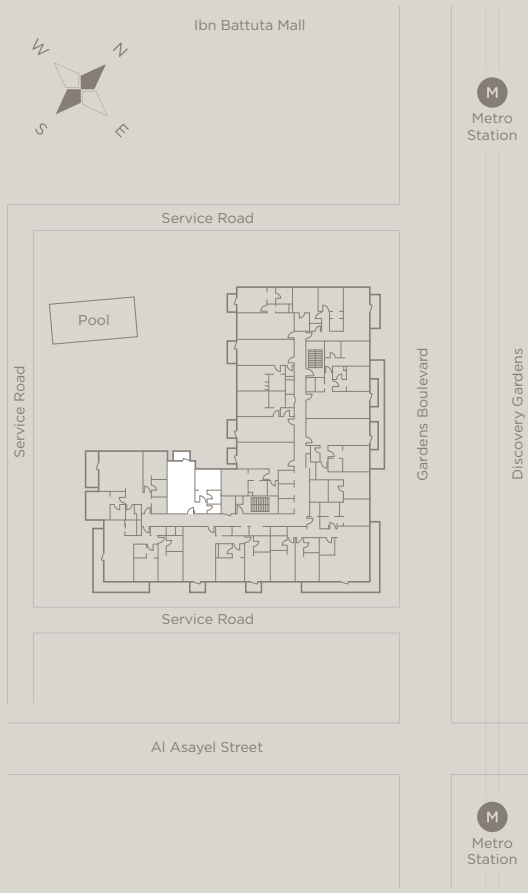 Ibn Battuta Mall
W
N
S
E
M
Metro
Station
Service Road
Pool
Service Road
Gardens Boulevard
Discovery Gardens
Service Road
Al Asayel Street
M
Metro
Station